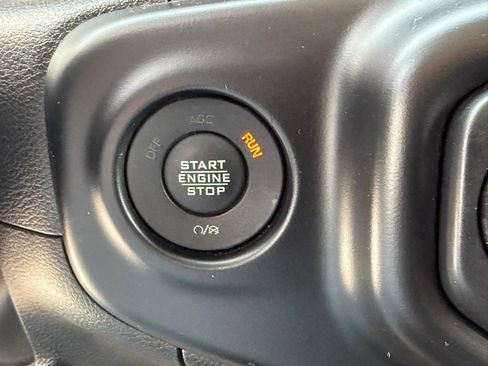 OFF
ACC
RUN
START
ENGINE
STOP